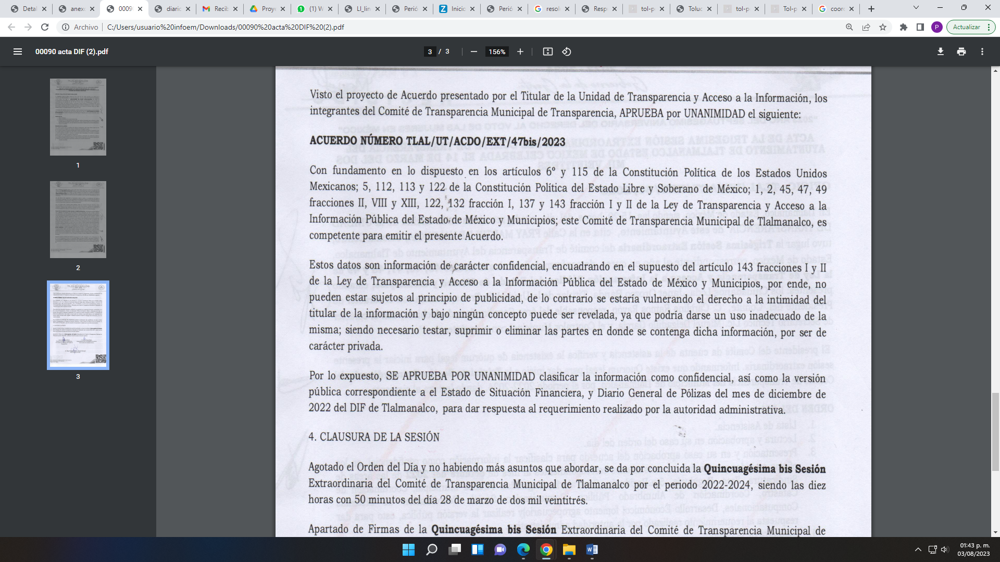 Detal
anexo
0009
diario
Recib
Proye
(1) W
Ll_lin
Perió
Inicio
Perió
resol
Resp
tol-p
Toluc
tol-p
Tol-p
coord
Archivo
C:/Users/usuario%20infoem/Downloads/00090%20acta%20DIF%20(2).pdf
P
Actualizar
00090 acta DIF (2).pdf
3 / 3
156%
1
2
3
Visto el proyecto de Acuerdo presentado por el Titular de la Unidad de Transparencia y Acceso a la Información, los
integrantes del Comité de Transparencia Municipal de Transparencia, APRUEBA por UNANIMIDAD el siguiente:
ACUERDO NÚMERO TLAL/UT/ACDO/EXT/47bis/2023
Con fundamento en lo dispuesto en los artículos 6º y 115 de la Constitución Política de los Estados Unidos
Mexicanos; 5, 112, 113 y 122 de la Constitución Política del Estado Libre y Soberano de México; 1, 2, 45, 47, 49
fracciones II, VIII y XIII, 122, 132 fracción I, 137 y 143 fracción I y II de la Ley de Transparencia y Acceso a la
Información Pública del Estado de México y Municipios; este Comité de Transparencia Municipal de Tlalmanalco, es
competente para emitir el presente Acuerdo.
Estos datos son información de carácter confidencial, encuadrando en el supuesto del artículo 143 fracciones I y II
de la Ley de Transparencia y Acceso a la Información Pública del Estado de México y Municipios, por ende, no
pueden estar sujetos al principio de publicidad, de lo contrario se estaría vulnerando el derecho a la intimidad del
titular de la información y bajo ningún concepto puede ser revelada, ya que podría darse un uso inadecuado de la
misma; siendo necesario testar, suprimir o eliminar las partes en donde se contenga dicha información, por ser de
carácter privada.
Por lo expuesto, SE APRUEBA POR UNANIMIDAD clasificar la información como confidencial, así como la versión
pública correspondiente a el Estado de Situación Financiera, y Diario General de Pólizas del mes de diciembre de
2022 del DIF de Tlalmanalco, para dar respuesta al requerimiento realizado por la autoridad administrativa.
4. CLAUSURA DE LA SESIÓN
Agotado el Orden del Día y no habiendo más asuntos que abordar, se da por concluida la Quincuagésima bis Sesión
Extraordinaria del Comité de Transparencia Municipal de Tlalmanalco por el periodo 2022-2024, siendo las diez
horas con 50 minutos del día 28 de marzo de dos mil veintitrés.
Apartado de Firmas de la Quincuagésima bis Sesión Extraordinaria del Comité de Transparencia Municipal de
01:43 p. m.
03/08/2023